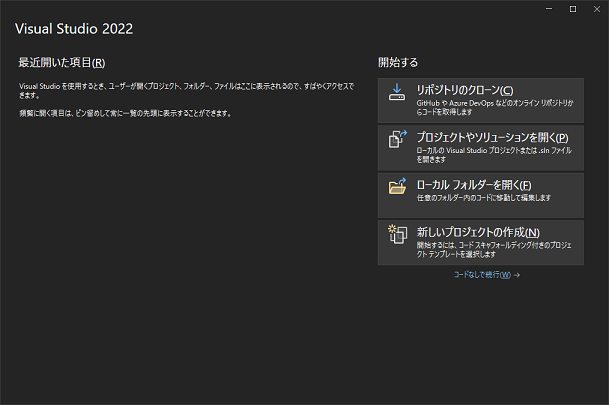 Visual Studio 2022
最近開いた項目(R)
Visual Studio を使用するとき、ユーザーが開くプロジェクト、フォルダー、ファイルはここに表示されるので、すばやくアクセスで
きます。
頻繁に開く項目は、ピン留めして常に一覧の先頭に表示することができます。
開始する
リポジトリのクローン(C)
GitHub や Azure DevOps などのオンライン リポジトリか
らコードを取得します
プロジェクトやソリューションを開く(P)
ローカルの Visual Studio プロジェクトまたは .sln ファイル
を開きます
ローカル フォルダーを開く(F)
任意のフォルダー内のコードに移動して編集します
新しいプロジェクトの作成(N)
開始するには、コード スキャフォールディング付きのプロジェ
クト テンプレートを選択します
コードなしで続行(W) →